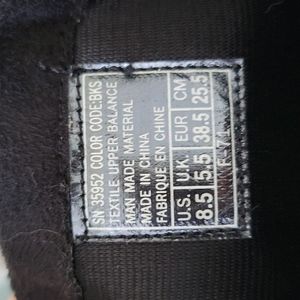 SN 35952 COLOR CODE:BKS
TEXTILE UPPER BALANCE
MAN MADE MATERIAL
MADE IN CHINA
FABRIQUE EN CHINE
U.S. U.K. EUR CM
8.5 5.5 38.5 25.5